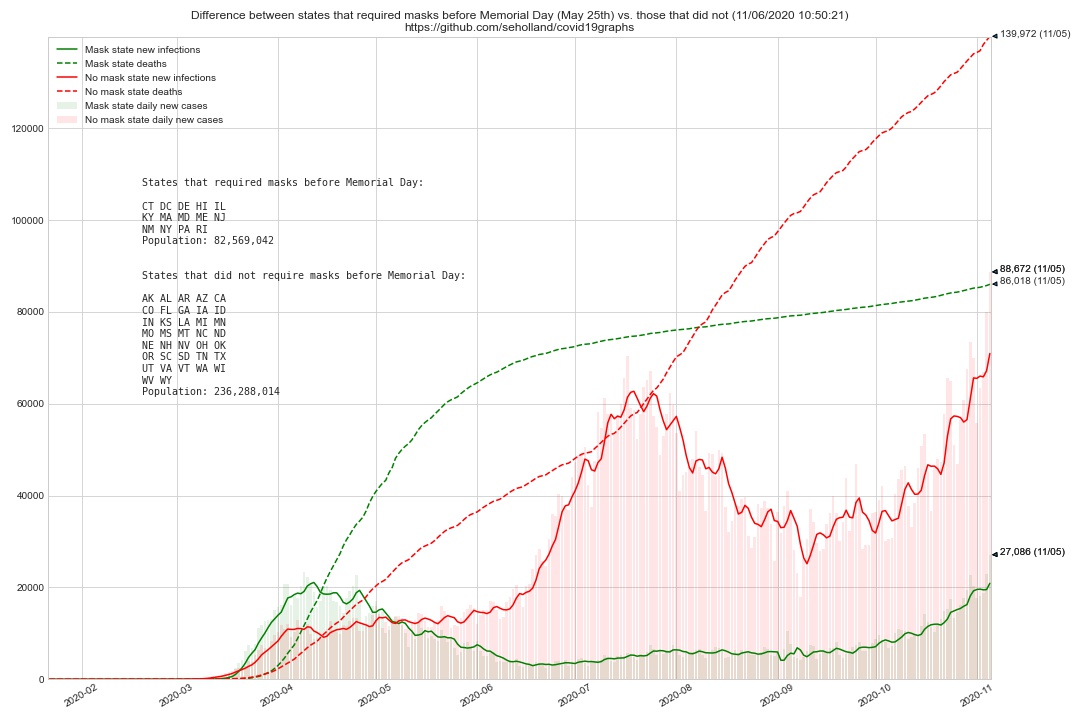 Difference between states that required masks before Memorial Day (May 25th) vs. those that did not (11/06/2020 10:50:21)
https://github.com/seholland/covid19graphs
Mask state new infections
Mask state deaths
No mask state new infections
No mask state deaths
Mask state daily new cases
No mask state daily new cases
139,972 (11/05)
120000
States that required masks before Memorial Day:
CT DC DE HI IL
KY MA MD ME NJ
NM NY PA RI
Population: 82,569,042
100000
States that did not require masks before Memorial Day:
AK AL AR AZ CA
CO FL GA IA ID
IN KS LA MI MN
MO MS MT NC ND
NE NH NV OH OK
OR SC SD TN TX
UT VA VT WA WI
WV WY
Population: 236,288,014
88,672 (11/05)
86,018 (11/05)
80000
60000
40000
27,086 (11/05)
20000
0
2020-02
2020-03
2020-04
2020-05
2020-06
2020-07
2020-08
2020-09
2020-10
2020-11